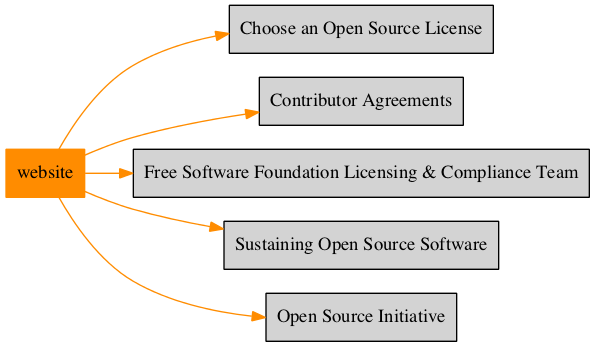 Choose an Open Source License
Contributor Agreements
website
Free Software Foundation Licensing & Compliance Team
Sustaining Open Source Software
Open Source Initiative